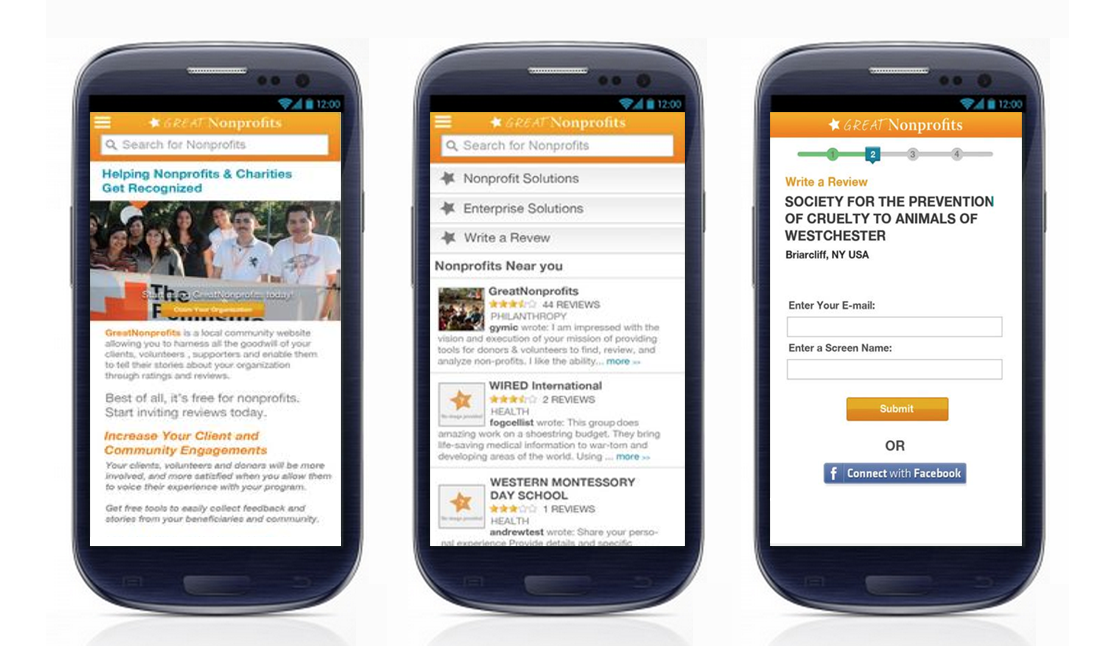 12:00
GREAT Nonprofits
Search for Nonprofits
Helping Nonprofits & Charities
Get Recognized
The
Start using GreatNonprofits today!
Claim Your Organization
GreatNonprofits is a local community website
allowing you to harness all the goodwill of your
clients, volunteers , supporters and enable them
to tell their stories about your organization
through ratings and reviews.
Best of all, it's free for nonprofits.
Start inviting reviews today.
Increase Your Client and
Community Engagements
Your clients, volunteers and donors will be more
involved, and more satisfied when you allow them
to voice their experience with your program.
Get free tools to easily collect feedback and
stories from your beneficiaries and community.
12:00
GREAT Nonprofits
Search for Nonprofits
Nonprofit Solutions
Enterprise Solutions
Write a Revew
Nonprofits Near you
GreatNonprofits
44 REVIEWS
PHILANTHROPY
gymic wrote: I am impressed with the
vision and execution of your mission of providing
tools for donors & volunteers to find, review, and
analyze non-profits. I like the ability... more >>
WIRED International
2 REVIEWS
HEALTH
No image provided
fogcellist wrote: This group does
amazing work on a shoestring budget. They bring
life-saving medical information to war-torn and
developing areas of the world. Using ... more >>
WESTERN MONTESSORY
DAY SCHOOL
1 REVIEWS
No image provided
HEALTH
andrewtest wrote: Share your perso-
nal experience Provide details and specific
12:00
GREAT Nonprofits
1 2 3 4
Write a Review
SOCIETY FOR THE PREVENTION
OF CRUELTY TO ANIMALS OF
WESTCHESTER
Briarcliff, NY USA
Enter Your E-mail:
Enter a Screen Name:
Submit
OR
f Connect with Facebook